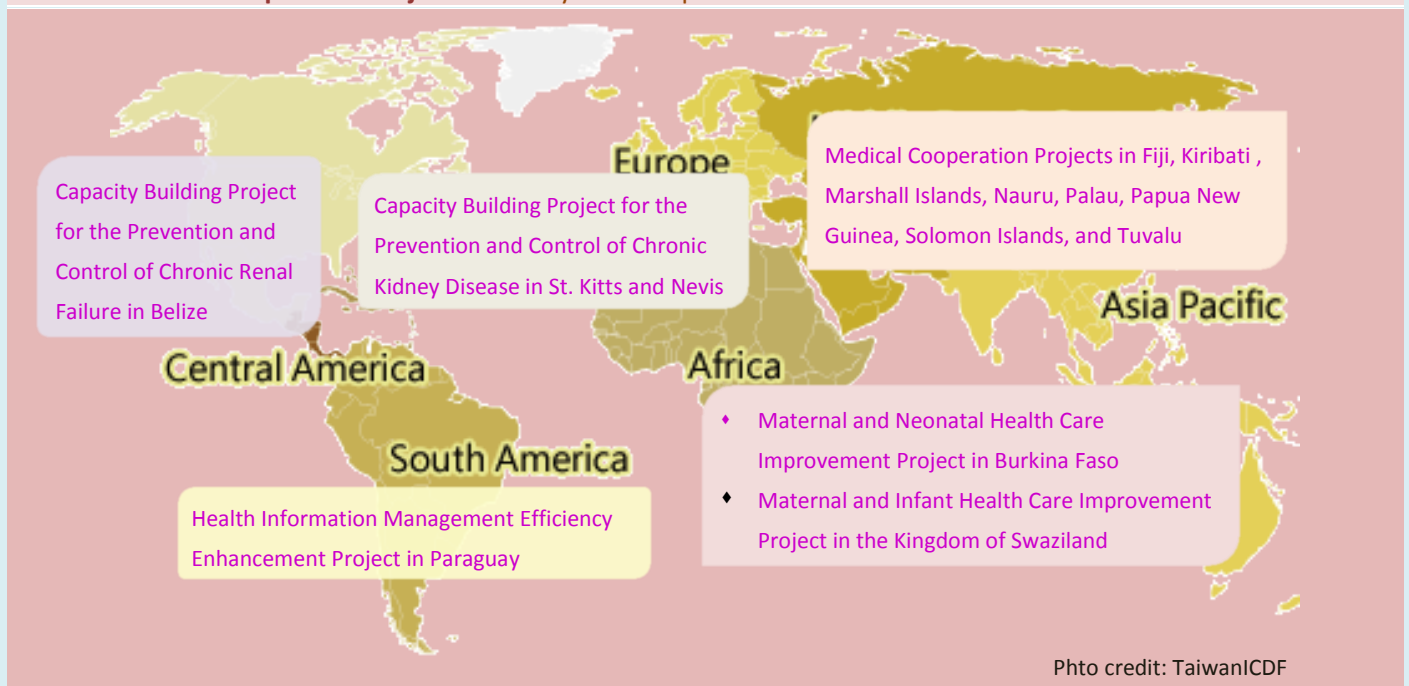 Europe
Medical Cooperation Projects in Fiji, Kiribati ,
Marshall Islands, Nauru, Palau, Papua New
Guinea, Solomon Islands, and Tuvalu
Capacity Building Project
for the Prevention and
Control of Chronic Renal
Failure in Belize
Capacity Building Project for the
Prevention and Control of Chronic
Kidney Disease in St. Kitts and Nevis
Asia Pacific
Central America
Africa
♦ Maternal and Neonatal Health Care
Improvement Project in Burkina Faso
♦ Maternal and Infant Health Care Improvement
Project in the Kingdom of Swaziland
South America
Health Information Management Efficiency
Enhancement Project in Paraguay
Phto credit: TaiwanICDF